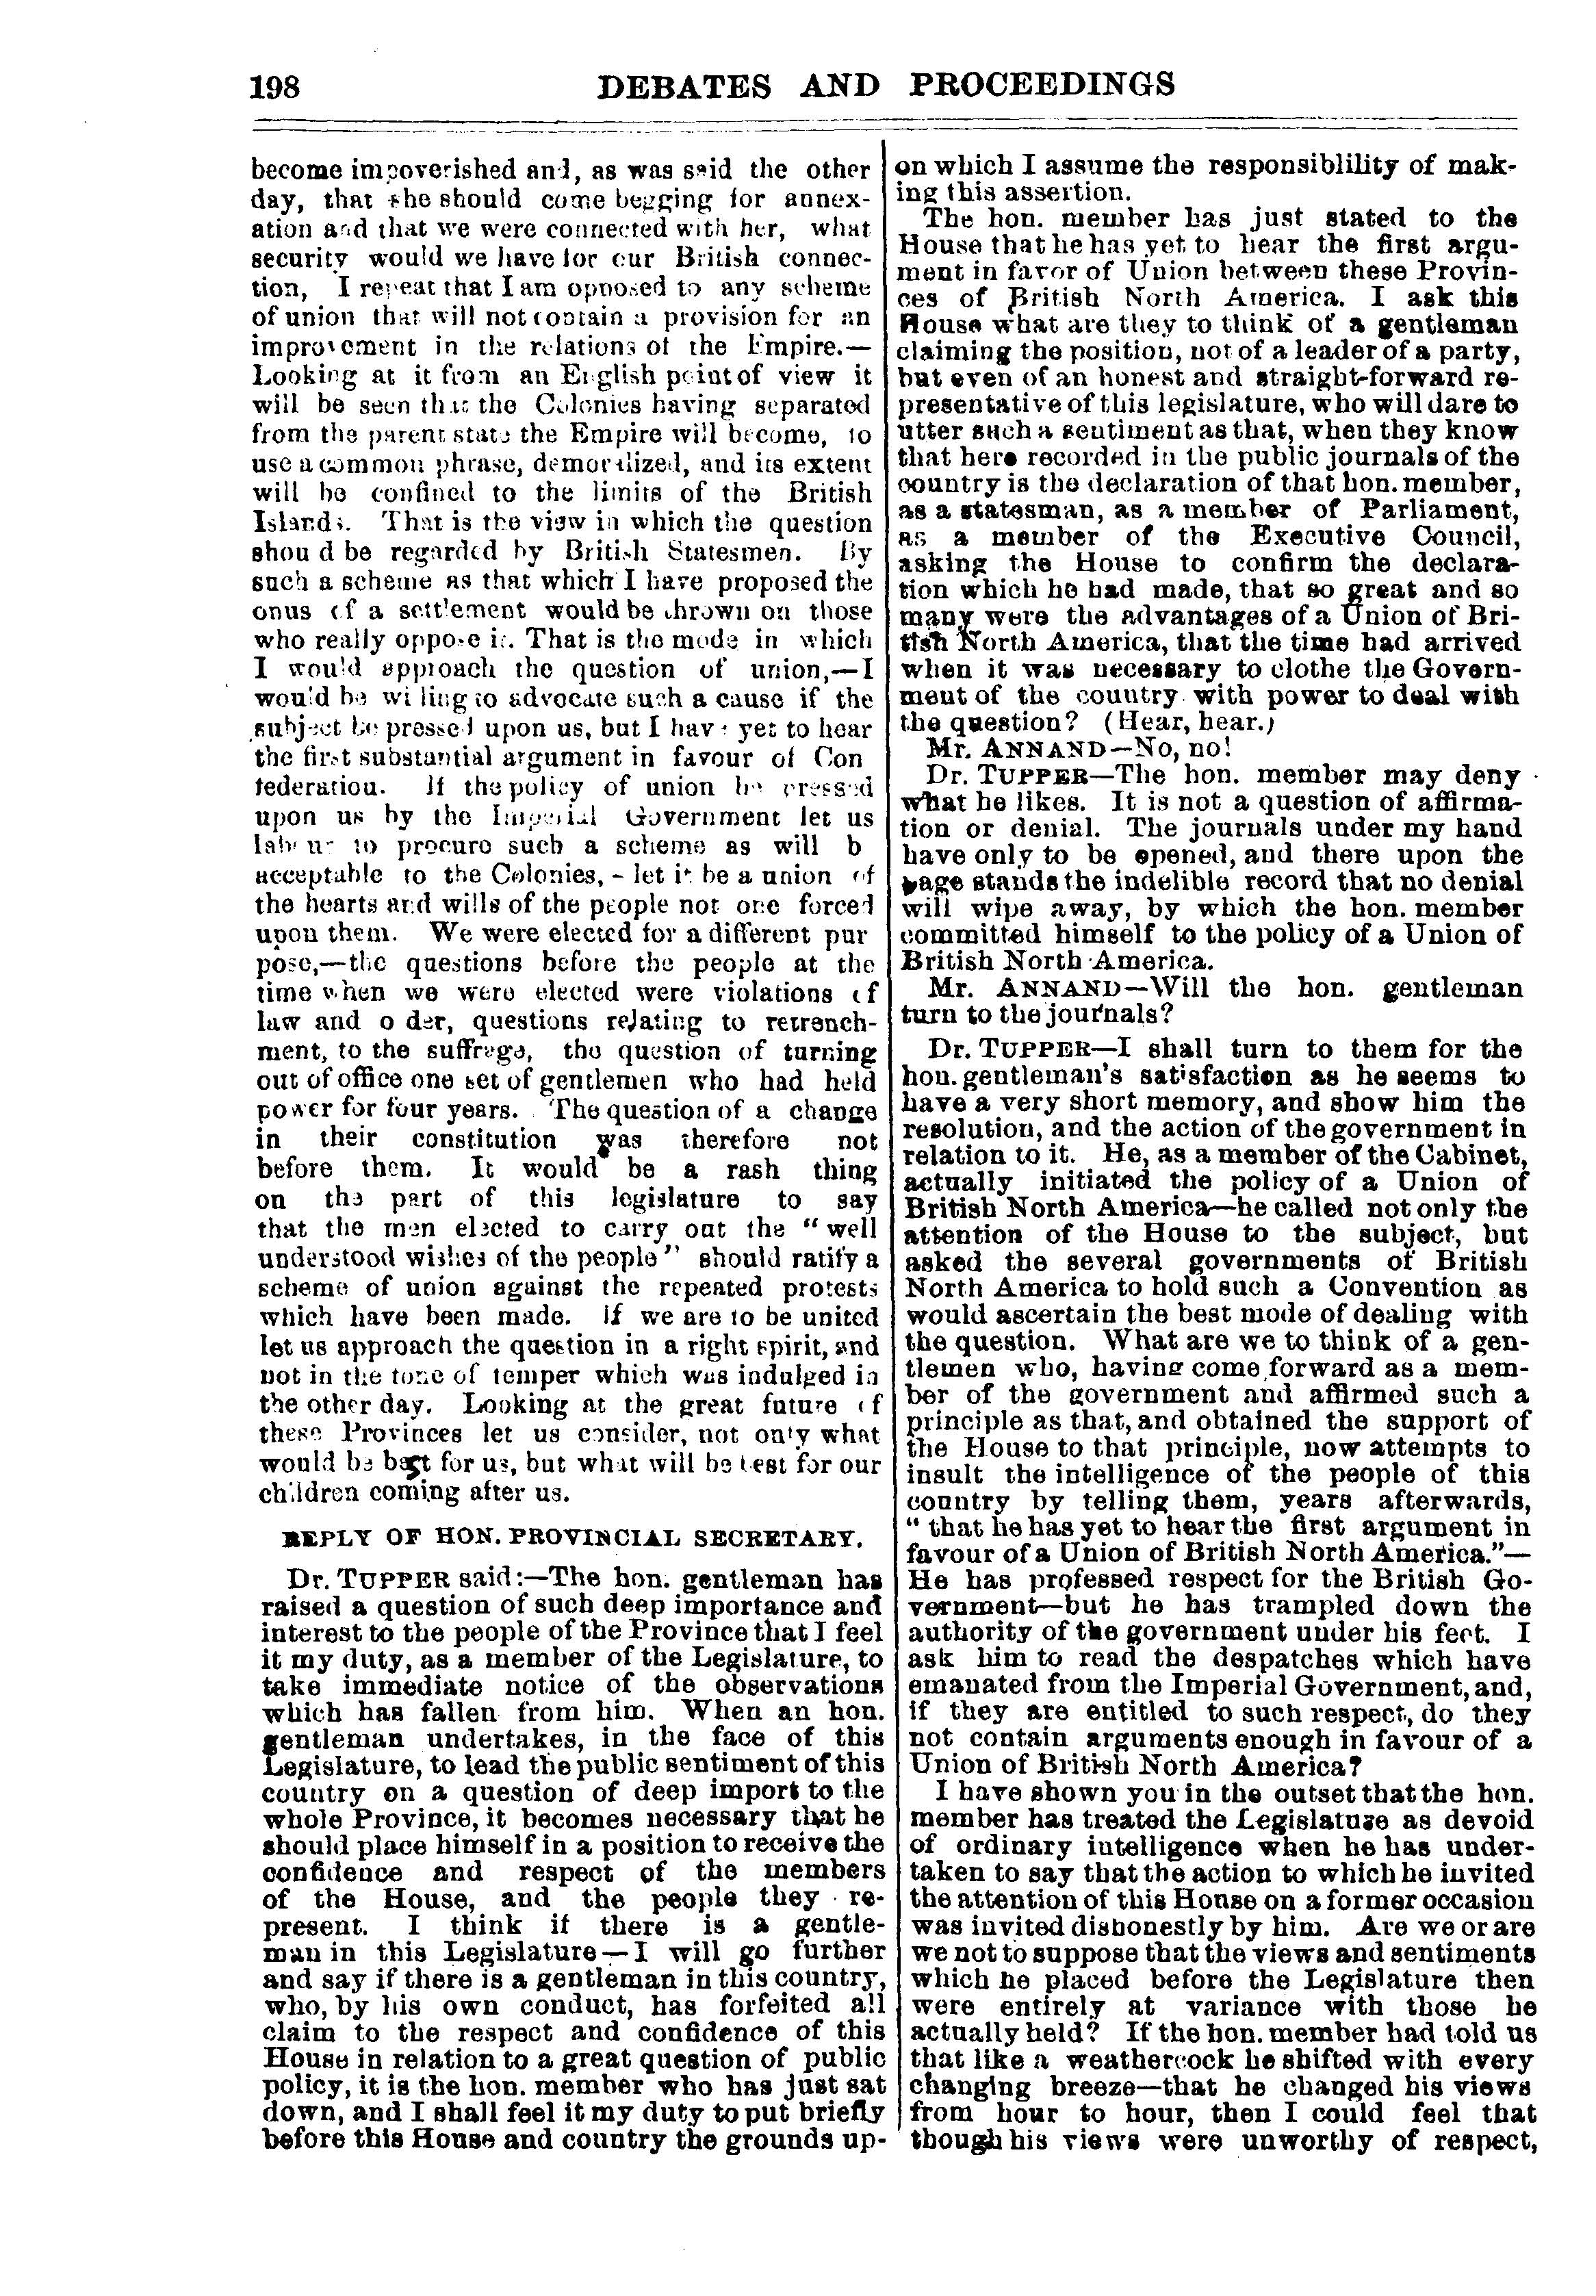 198 DEBATES AND PROCEEDINGS
become impoverished and, as was said the other
day, that she should come begging for annex-
ation and that we were connected with her, what
security would we have for our British connec-
tion, I repeat that I am opposed to any scheme
of union that will not contain a provision for an
improvement in the relations of the Empire.—
Looking at it from an English point of view it
will be seen that the Colonies having separated
from the parent state the Empire will become, to
use a common phrase, demoralized, and its extent
will be confined to the limits of the British
Islands. That is the view in which the question
shou d be regarded by British Statesmen. By
such a scheme as that which I have proposed the
onus of a settlement would be thrown on those
who really oppose it. That is the mode in which
I would approach the question of union,—I
would be wi ling to advocate such a cause if the
subject be pressed upon us, but I have yet to hear
the first substantial argument in favour of Con
federation. If the policy of union be pressed
upon us by the Imperial Government let us
labour to procure such a scheme as will b
acceptable to the Colonies,- let it be a union of
the hearts and wills of the people not one forced
upon them. We were elected for a different pur
pose,—the questions before the people at the
time when we were elected were violations of
law and o der, questions relating to retrench-
ment, to the suffrage, the question of turning
out of office one set of gentlemen who had held
power for four years. The question of a change
in their constitution was therefore not
before them. It would be a rash thing
on the part of this legislature to say
that the men elected to carry out the “ well
understood wishes of the people” should ratify a
scheme of union against the repeated protests
which have been made. If we are to be united
let us approach the question in a right spirit, and
not in the tone of temper which was indulged in
the other day. Looking at the great future of
these Provinces let us consider, not only what
would be best for us, but what will be best for our
children coming after us.
REPLY OF HON. PROVINCIAL SECRETARY.
Dr. TUPPER said:—The hon. gentleman has
raised a question of such deep importance and
interest to the people of the Province that I feel
it my duty, as a member of the Legislature, to
take immediate notice of the observations
which has fallen from him. When an hon.
gentleman undertakes, in the face of this
Legislature, to lead the public sentiment of this
country on a question of deep import to the
whole Province, it becomes necessary that he
should place himself in a position to receive the
confidence and respect of the members
of the House, and the people they re-
present. I think if there is a gentle-
man in this Legislature—I will go further
and say if there is a gentleman in this country,
who, by his own conduct, has forfeited all
claim to the respect and confidence of this
House in relation to a great question of public
policy, it is the hon. member who has just sat
down, and I shall feel it my duty to put briefly
before this House and country the grounds up-
on which I assume the responsiblility of mak-
ing this assertion.
The hon. member has just stated to the
House that he has yet to hear the first argu-
ment in favor of Union between these Provin-
ces of British North America. I ask this
House what are they to think of a gentleman
claiming the position, not of a leader of a party,
but even of an honest and straight-forward re-
presentative of this legislature, who will dare to
utter such a sentiment as that, when they know
that here recorded in the public journals of the
country is the declaration of that hon. member,
as a statesman, as a member of Parliament,
as a member of the Executive Council,
asking the House to confirm the declara-
tion which he had made, that so great and so
many were the advantages of a Union of Bri-
tish North America, that the time had arrived
when it was necessary to clothe the Govern-
ment of the country with power to deal with
the question? (Hear, hear.)
Mr. ANNAND—No, no!
Dr. TUPPER—The hon. member may deny
what he likes. It is not a question of affirma-
tion or denial. The journals under my hand
have only to be opened, and there upon the
page stands the indelible record that no denial
will wipe away, by which the hon. member
committed himself to the policy of a Union of
British North America.
Mr. ANNAND—Will the hon. gentleman
turn to the journals?
Dr. TUPPER—I shall turn to them for the
hon. gentleman's satisfaction as he seems to
have a very short memory, and show him the
resolution, and the action of the government in
relation to it. He, as a member of the Cabinet,
actually initiated the policy of a Union of
British North America—he called not only the
attention of the House to the subject, but
asked the several governments of British
North America to hold such a Convention as
would ascertain the best mode of dealing with
the question. What are we to think of a gen-
tlemen who, having come forward as a mem-
ber of the government and affirmed such a
principle as that, and obtained the support of
the House to that principle, now attempts to
insult the intelligence of the people of this
country by telling them, years afterwards,
“ that he has yet to hear the first argument in
favour of a Union of British North America.”—
He has professed respect for the British Go-
vernment—but he has trampled down the
authority of the government under his feet. I
ask him to read the despatches which have
emanated from the Imperial Government, and,
if they are entitled to such respect, do they
not contain arguments enough in favour of a
Union of British North America?
I have shown you in the outset that the hon.
member has treated the Legislature as devoid
of ordinary intelligence when he has under-
taken to say that the action to which he invited
the attention of this House on a former occasion
was invited dishonestly by him. Are we or are
we not to suppose that the views and sentiments
which he placed before the Legislature then
were entirely at variance with those he
actually held? If the hon. member had told us
that like a weathercock he shifted with every
changing breeze—that he changed his views
from hour to hour, then I could feel that
though his views were unworthy of respect,